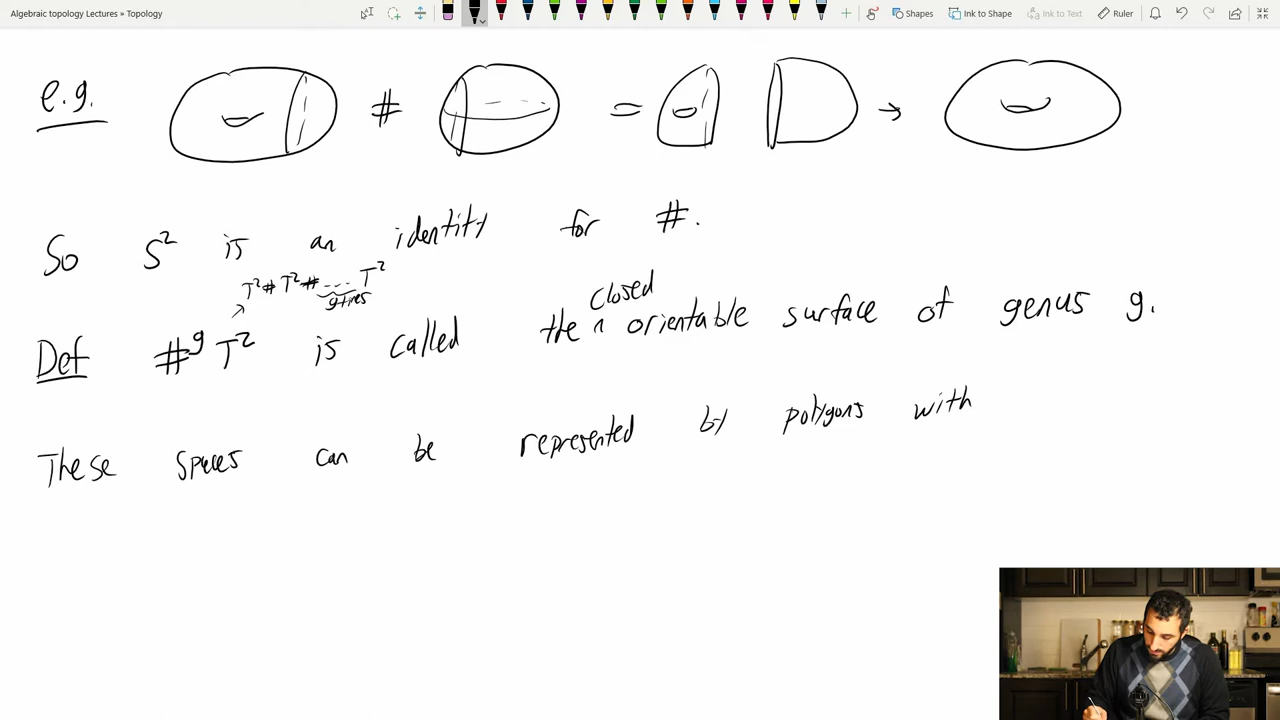 Algebraic topology Lectures » Topology
Shapes Ink to Shape Ink to Text Ruler
e.g. # = →
So S² is an identity for #.
T² # T² # .... T²
g times
closed
Def #ᵍ T² is called the ^ orientable surface of genus g.
These spaces can be represented by polygons with